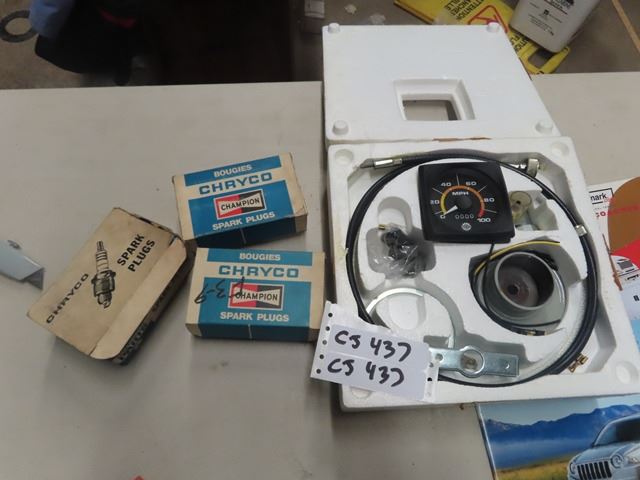 ATTENTION
BOUGIES
CHRYCO
CHAMPION
SPARK PLUGS
BOUGIES
CHRYCO
CHAMPION
SPARK PLUGS
CHRYCO
SPARK
PLUGS
MPH
0 20 40 60 80 100
CS 437
CS 437